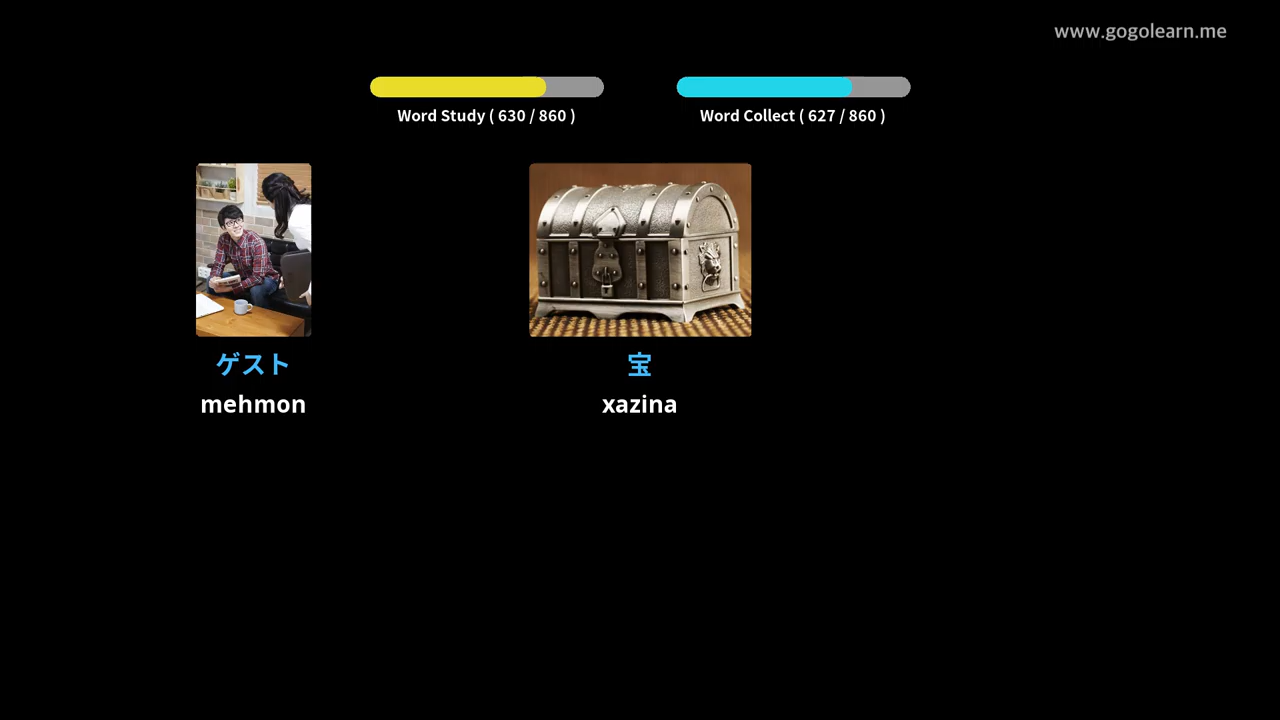 www.gogolearn.me
Word Study ( 630 / 860 )
Word Collect ( 627 / 860 )
ゲスト
mehmon
宝
xazina